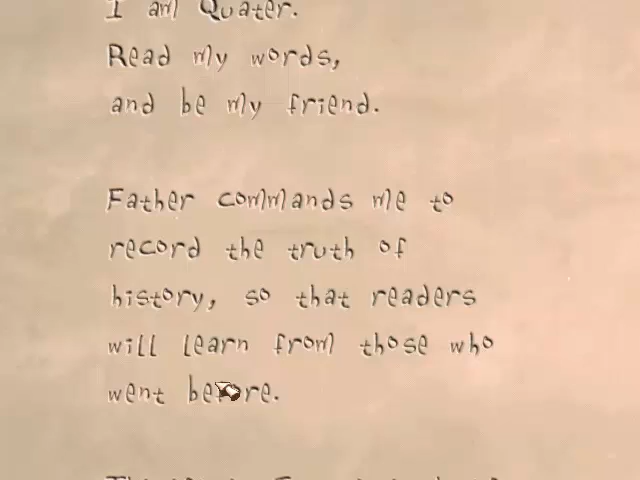 I am Quater.
Read my words,
and be my friend.
Father commands me to
record the truth of
history, so that readers
will learn from those who
went before.